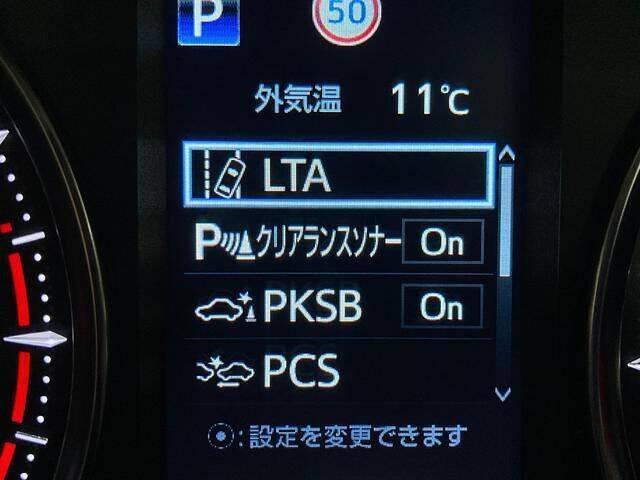 P 50
外気温 11℃
LTA
Pクリアランスソナー On
PKSB On
PCS
:設定を変更できます